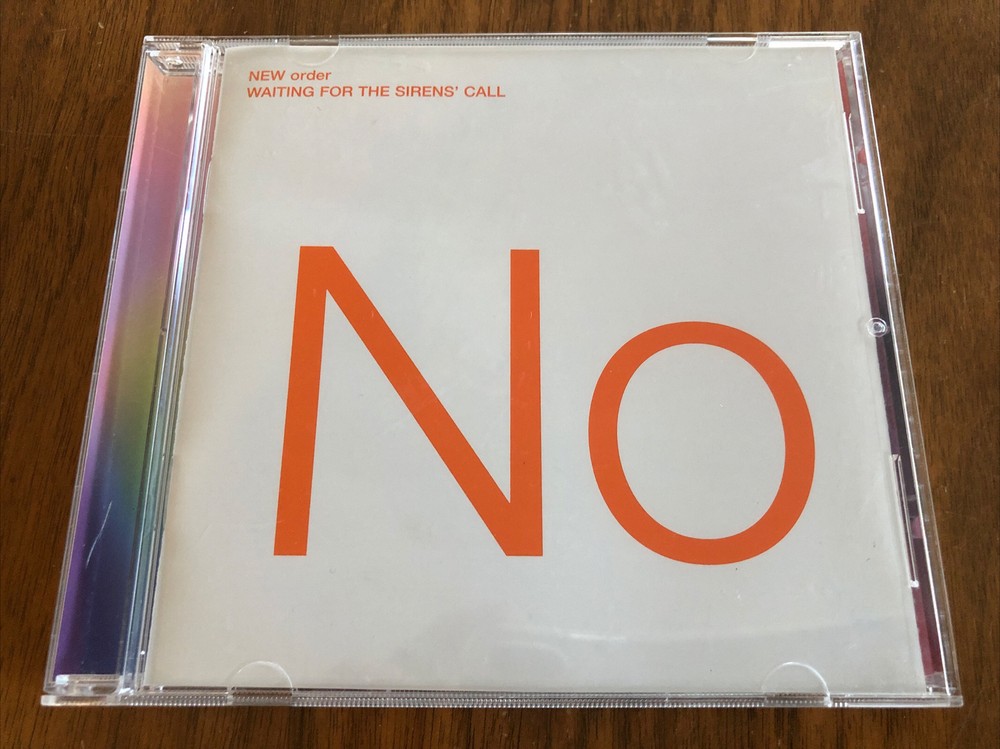 NEW order
WAITING FOR THE SIRENS' CALL
No